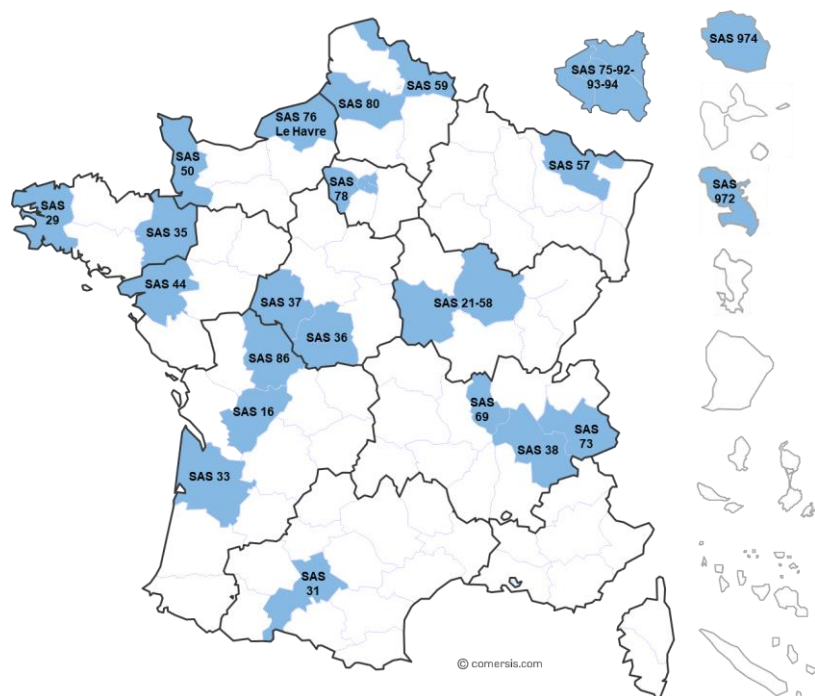 SAS 974
SAS 75-92-
93-94
SAS 59
SAS 80
SAS 76
Le Havre
SAS
50
SAS 57
SAS
78
SAS
972
SAS
29
SAS 35
SAS 44
SAS 37
SAS 21-58
SAS 36
SAS 86
SAS
69
SAS 16
SAS
73
SAS 38
SAS 33
SAS
31
© comersis.com